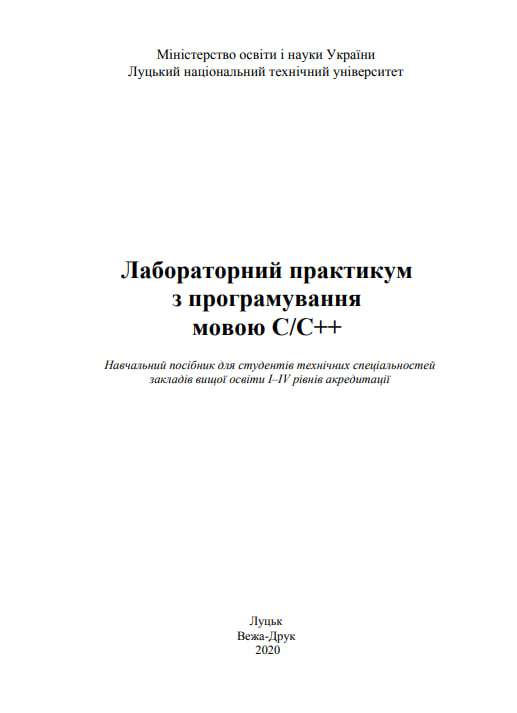 Міністерство освіти і науки України
Луцький національний технічний університет
Лабораторний практикум
з програмування
мовою C/C++
Навчальний посібник для студентів технічних спеціальностей
закладів вищої освіти I–IV рівнів акредитації
Луцьк
Вежа-Друк
2020